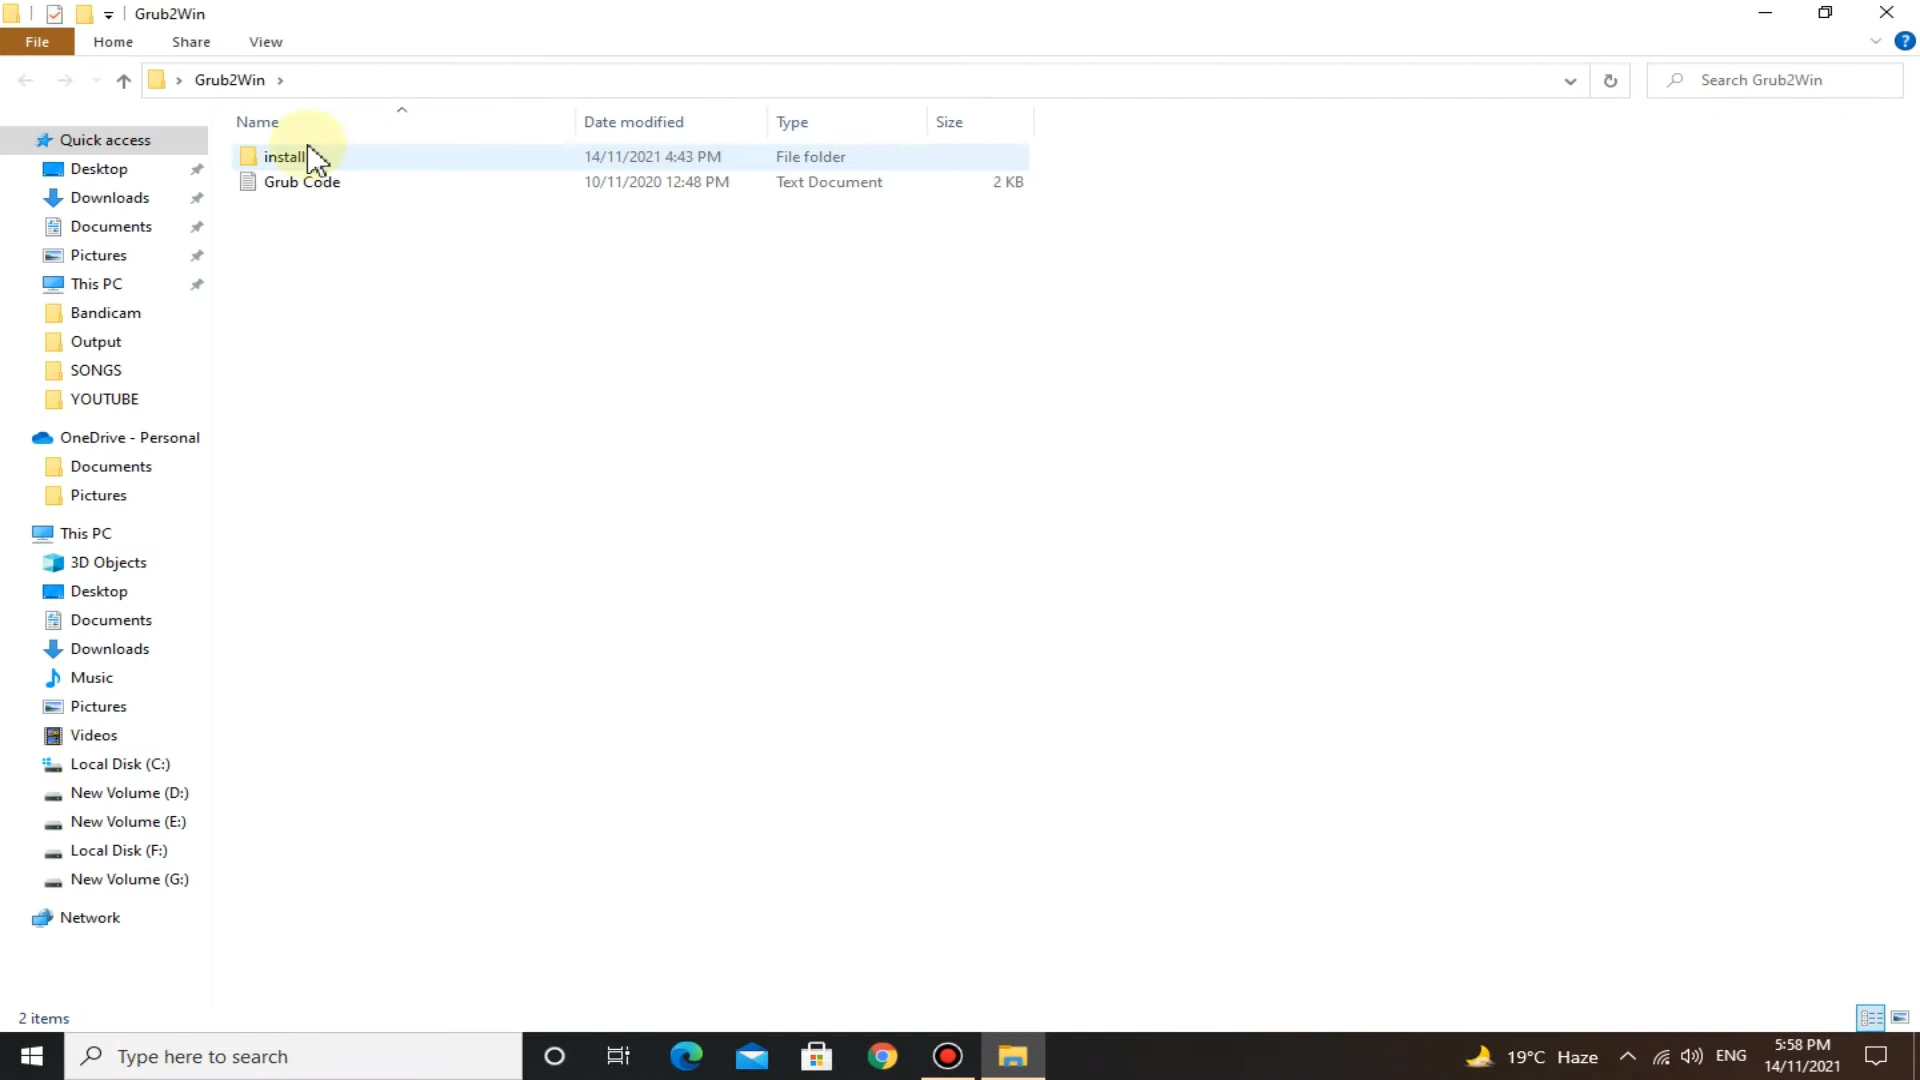 Grub2Win
File Home Share View
Grub2Win
Search Grub2Win
Name Date modified Type Size
install 14/11/2021 4:43 PM File folder
Grub Code 10/11/2020 12:48 PM Text Document 2 KB
Quick access
Desktop
Downloads
Documents
Pictures
This PC
Bandicam
Output
SONGS
YOUTUBE
OneDrive - Personal
Documents
Pictures
This PC
3D Objects
Desktop
Documents
Downloads
Music
Pictures
Videos
Local Disk (C:)
New Volume (D:)
New Volume (E:)
Local Disk (F:)
New Volume (G:)
Network
2 items
Type here to search
19°C Haze
ENG
5:58 PM
14/11/2021